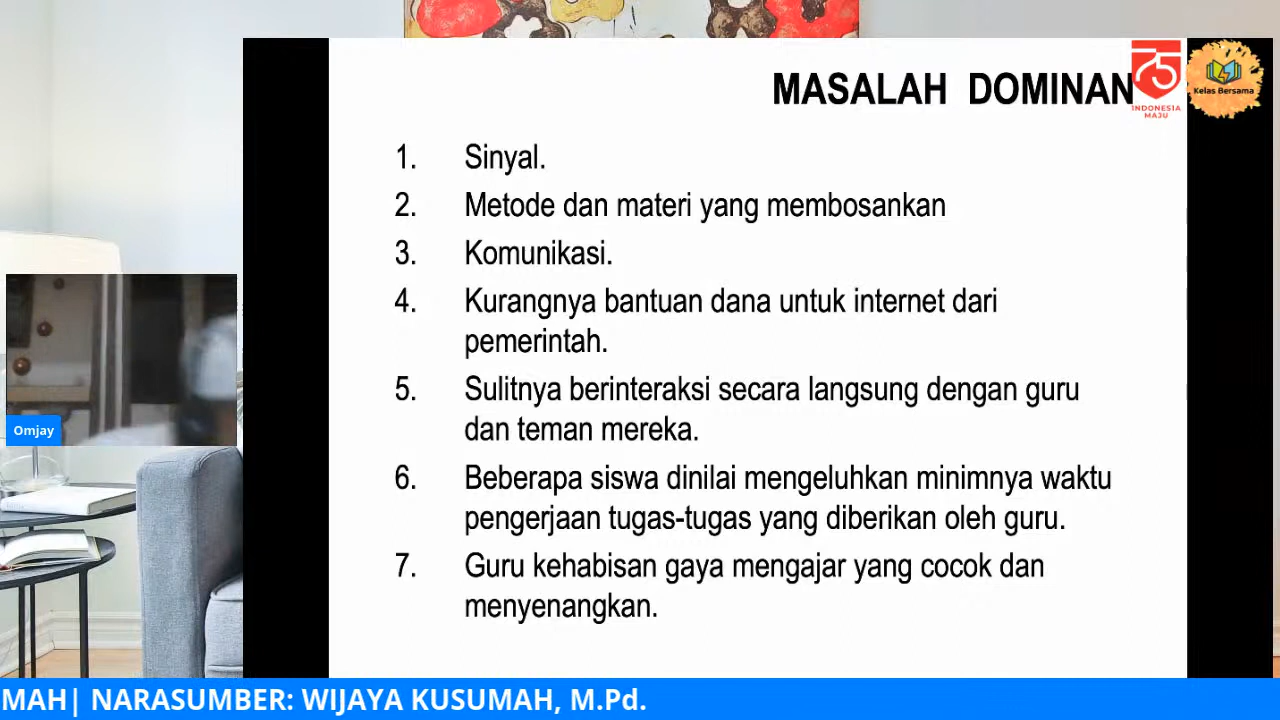 MASALAH DOMINAN
75
INDONESIA
MAJU
Kelas Bersama
1. Sinyal.
2. Metode dan materi yang membosankan
3. Komunikasi.
4. Kurangnya bantuan dana untuk internet dari
pemerintah.
5. Sulitnya berinteraksi secara langsung dengan guru
dan teman mereka.
6. Beberapa siswa dinilai mengeluhkan minimnya waktu
pengerjaan tugas-tugas yang diberikan oleh guru.
7. Guru kehabisan gaya mengajar yang cocok dan
menyenangkan.
Omjay
MAH| NARASUMBER: WIJAYA KUSUMAH, M.Pd.